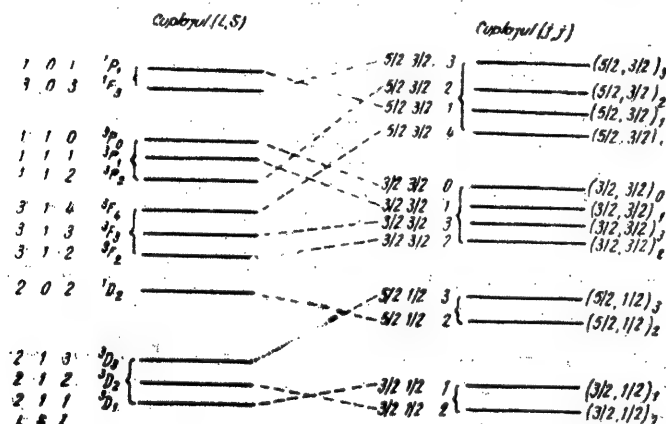 Cuplajul (L,S)
Cuplajul (j,j)
1 0 1 ¹P₁
3 0 3 ¹F₃
1 1 0 ³P₀
1 1 1 ³P₁
3 1 2 ³P₂
3 1 4 ³F₄
3 1 3 ³F₃
3 1 2 ³F₂
2 0 2 ¹D₂
2 1 3 ³D₃
2 1 2 ³D₂
2 1 1 ³D₁
5/2 3/2 3 (5/2, 3/2)₃
5/2 3/2 2 (5/2, 3/2)₂
5/2 3/2 1 (5/2, 3/2)₁
5/2 3/2 4 (5/2, 3/2)
3/2 3/2 0 (3/2, 3/2)₀
3/2 3/2 1 (3/2, 3/2)₁
3/2 3/2 3 (3/2, 3/2)₃
3/2 3/2 2 (3/2, 3/2)₂
5/2 1/2 3 (5/2, 1/2)₃
5/2 1/2 2 (5/2, 1/2)₂
3/2 1/2 1 (3/2, 1/2)₁
3/2 1/2 2 (3/2, 1/2)₂